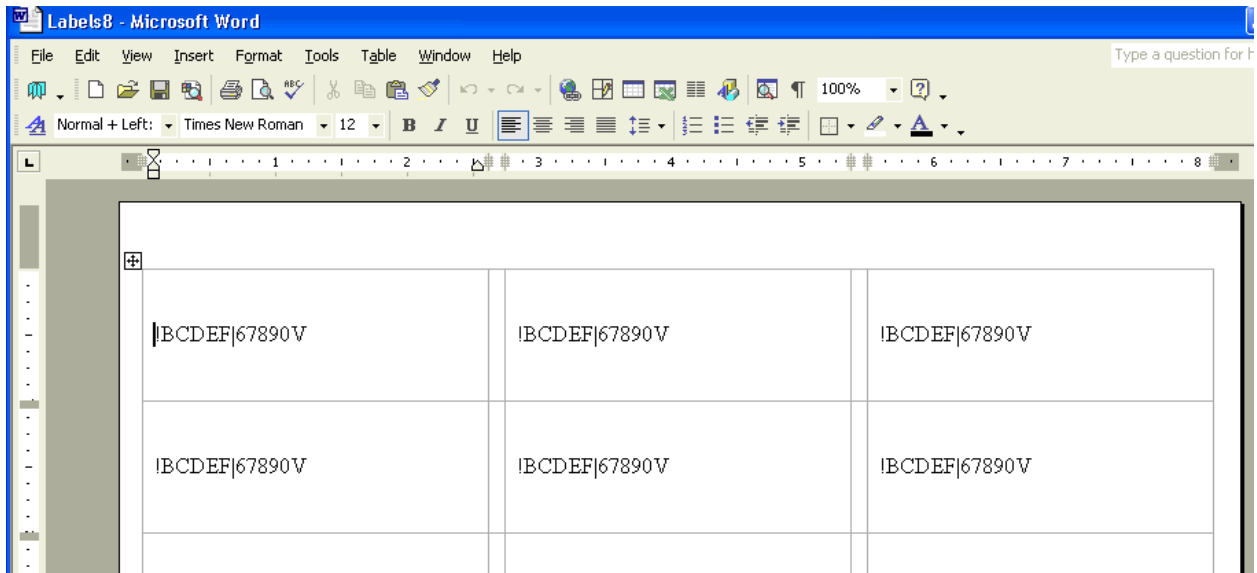 Labels8 - Microsoft Word
File Edit View Insert Format Tools Table Window Help
Type a question for h
ABC ¶ 100%
Normal + Left: Times New Roman 12 B I U A
1 2 3 4 5 6 7 8
!BCDEF|67890V !BCDEF|67890V !BCDEF|67890V
!BCDEF|67890V !BCDEF|67890V !BCDEF|67890V